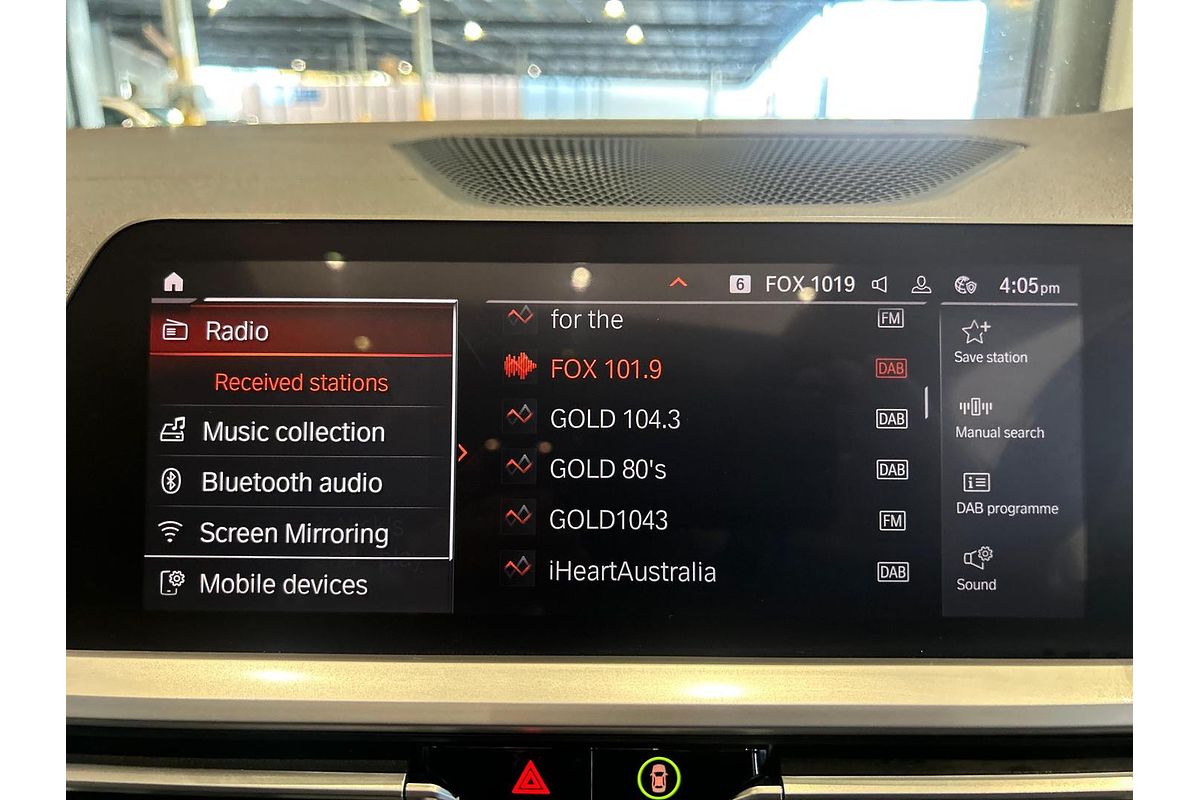 6 FOX 1019 4:05pm
Radio
Received stations
Music collection
Bluetooth audio
Screen Mirroring
Mobile devices
for the FM
FOX 101.9 DAB
GOLD 104.3 DAB
GOLD 80's DAB
GOLD1043 FM
iHeartAustralia DAB
Save station
Manual search
DAB programme
Sound